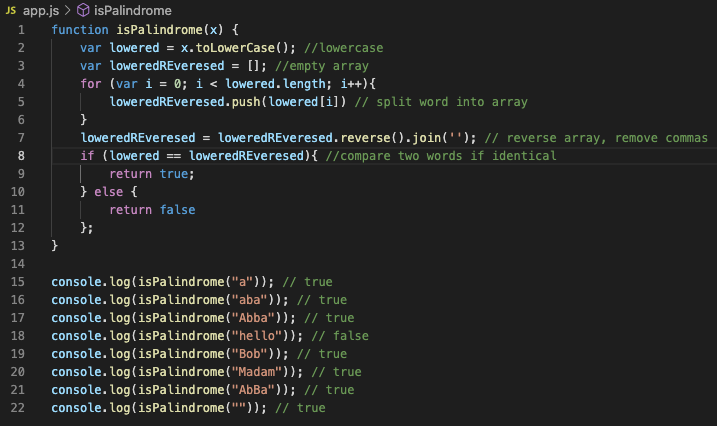 JS app.js > isPalindrome
1 function isPalindrome(x) {
2     var lowered = x.toLowerCase(); //lowercase
3     var loweredREveresed = []; //empty array
4     for (var i = 0; i < lowered.length; i++){
5         loweredREveresed.push(lowered[i]) // split word into array
6     }
7     loweredREveresed = loweredREveresed.reverse().join(''); // reverse array, remove commas
8     if (lowered == loweredREveresed){ //compare two words if identical
9         return true;
10     } else {
11         return false
12     };
13 }
14
15 console.log(isPalindrome("a")); // true
16 console.log(isPalindrome("aba")); // true
17 console.log(isPalindrome("Abba")); // true
18 console.log(isPalindrome("hello")); // false
19 console.log(isPalindrome("Bob")); // true
20 console.log(isPalindrome("Madam")); // true
21 console.log(isPalindrome("AbBa")); // true
22 console.log(isPalindrome("")); // true